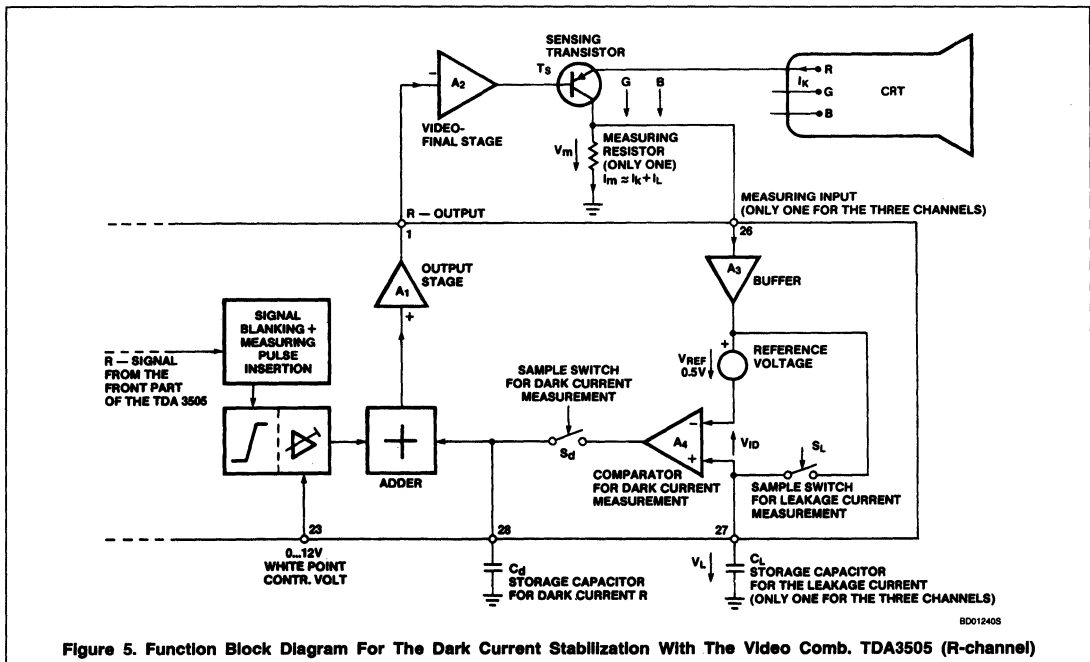 SENSING
TRANSISTOR
TS
A2
VIDEO-
FINAL STAGE
G
B
R
IK
G
B
CRT
Vm
MEASURING
RESISTOR
(ONLY ONE)
Im ≈ Ik + IL
MEASURING INPUT
(ONLY ONE FOR THE THREE CHANNELS)
R — OUTPUT
1
26
A1
OUTPUT
STAGE
+
A3
BUFFER
SIGNAL
BLANKING +
MEASURING
PULSE
INSERTION
R — SIGNAL
FROM THE
FRONT PART
OF THE TDA 3505
+
VREF
0.5V
REFERENCE
VOLTAGE
SAMPLE SWITCH
FOR DARK CURRENT
MEASUREMENT
Sd
+
ADDER
A4
−
+
VID
SL
COMPARATOR
FOR DARK CURRENT
MEASUREMENT
SAMPLE SWITCH
FOR LEAKAGE CURRENT
MEASUREMENT
23
28
27
0...12V
WHITE POINT
CONTR. VOLT
Cd
STORAGE CAPACITOR
FOR DARK CURRENT R
VL
CL
STORAGE CAPACITOR
FOR THE LEAKAGE CURRENT
(ONLY ONE FOR THE THREE CHANNELS)
BD01240S
Figure 5. Function Block Diagram For The Dark Current Stabilization With The Video Comb. TDA3505 (R-channel)